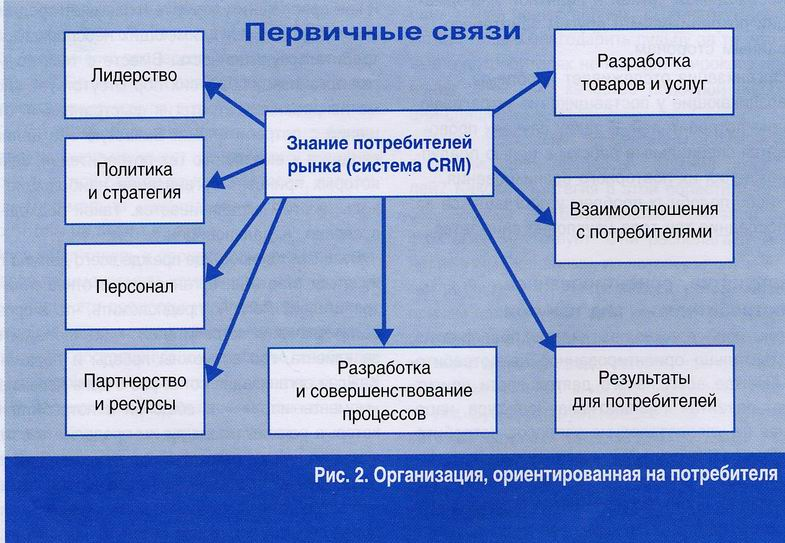 Первичные связи
Лидерство
Знание потребителей
рынка (система CRM)
Разработка
товаров и услуг
Политика
и стратегия
Взаимоотношения
с потребителями
Персонал
Партнерство
и ресурсы
Разработка
и совершенствование
процессов
Результаты
для потребителей
Рис. 2. Организация, ориентированная на потребителя